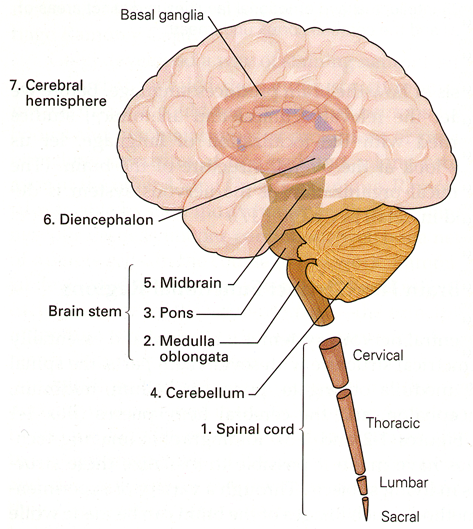 Basal ganglia
7. Cerebral
hemisphere
6. Diencephalon
5. Midbrain
Brain stem
3. Pons
2. Medulla
oblongata
Cervical
4. Cerebellum
1. Spinal cord
Thoracic
Lumbar
Sacral